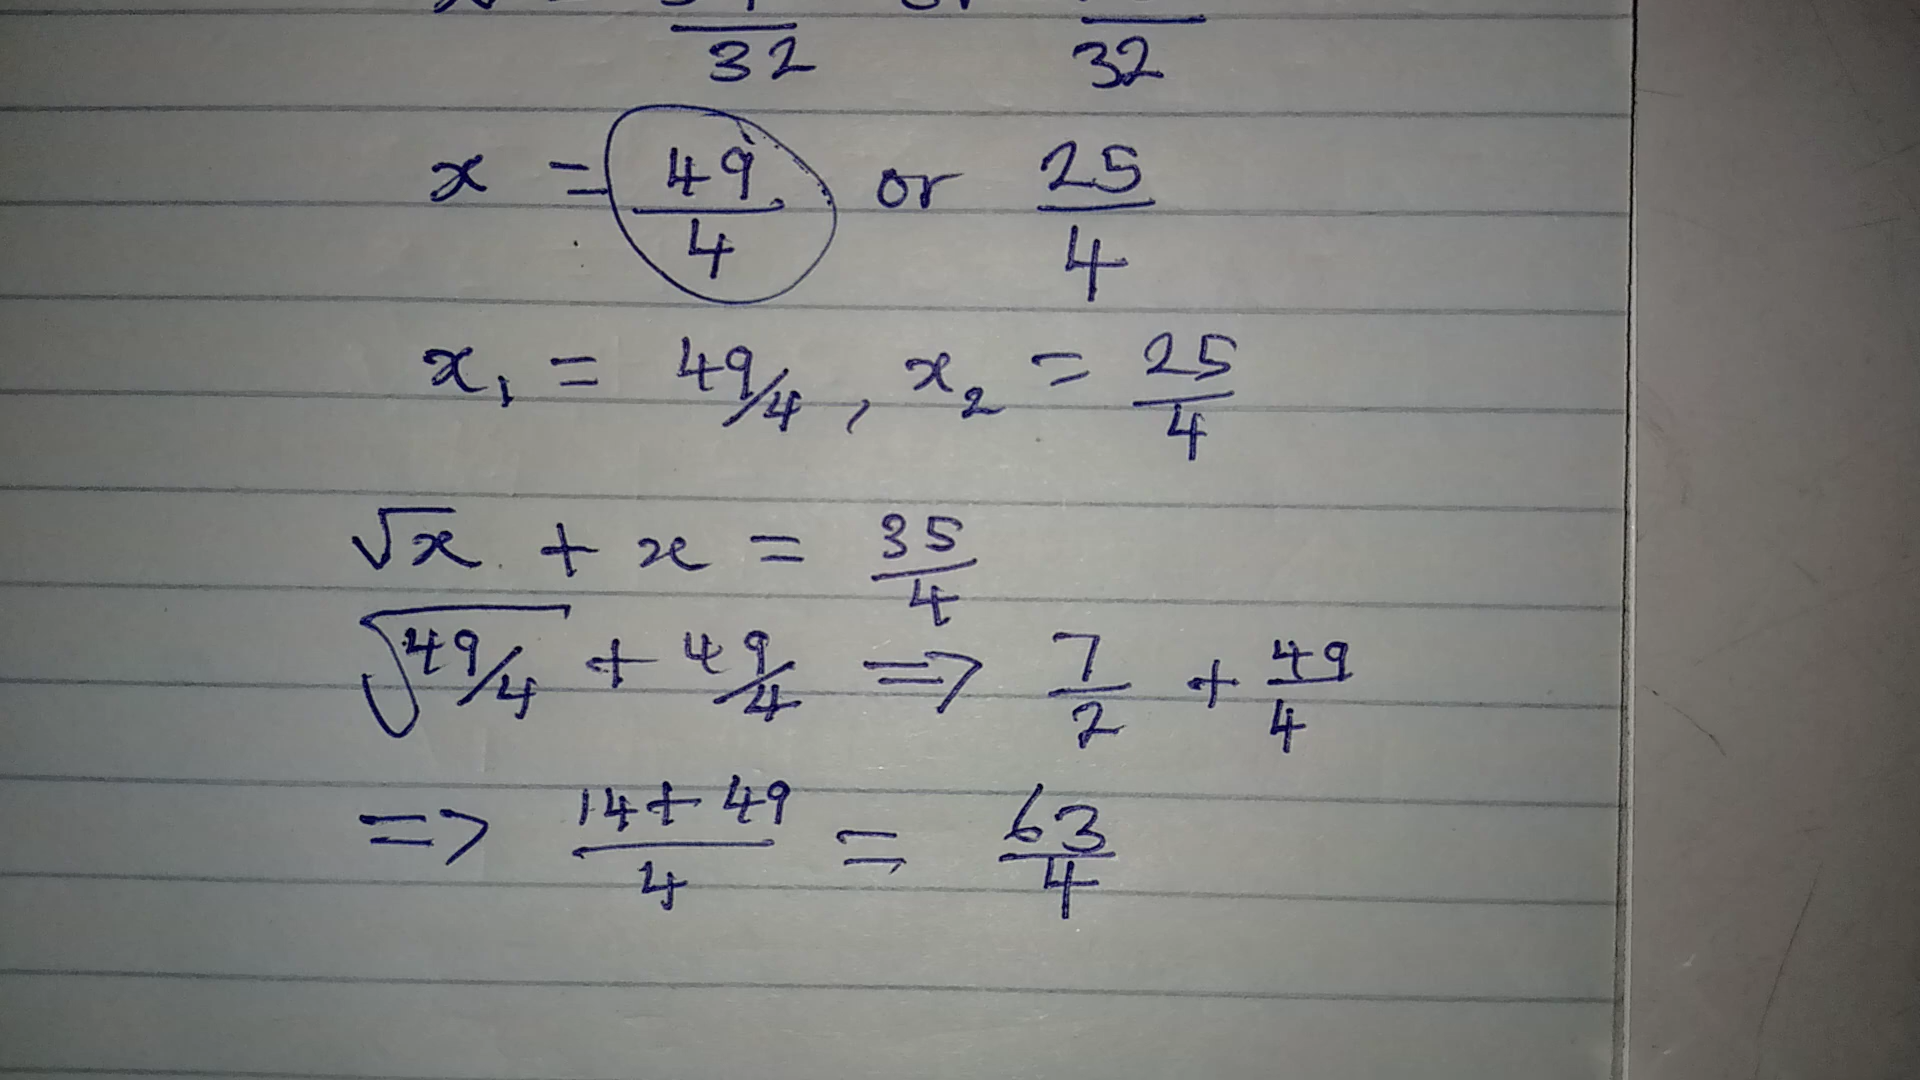 32 32
x = 49/4 or 25/4
x₁ = 49/4, x₂ = 25/4
√x + x = 35/4
√49/4 + 49/4 => 7/2 + 49/4
=> 14+49/4 = 63/4